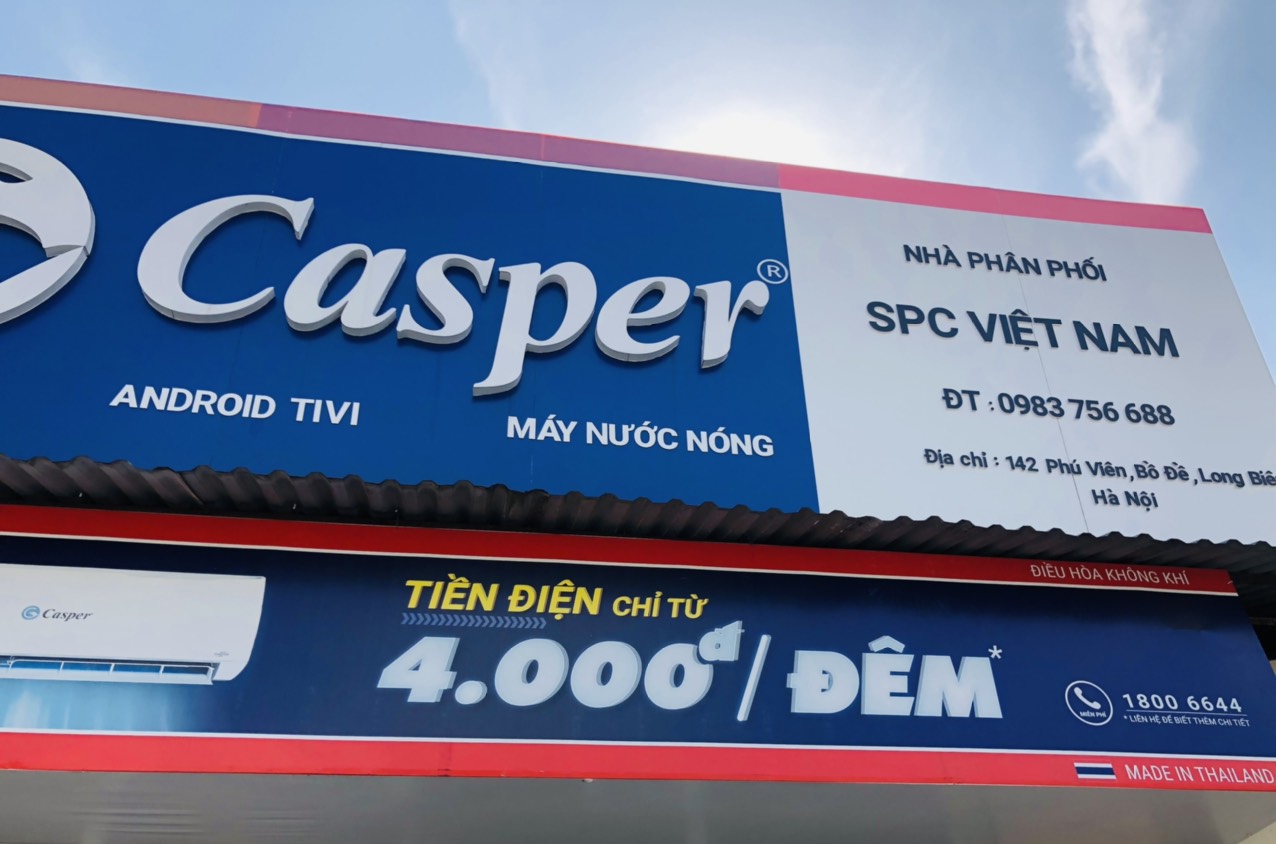 Casper®
ANDROID TIVI
MÁY NƯỚC NÓNG
NHÀ PHÂN PHỐI
SPC VIỆT NAM
ĐT : 0983 756 688
Địa chỉ : 142 Phú Viên, Bồ Đề, Long Biê
Hà Nội
ĐIỀU HÒA KHÔNG KHÍ
Casper
TIỀN ĐIỆN CHỈ TỪ
4.000đ/ĐÊM*
MIỄN PHÍ
1800 6644
* LIÊN HỆ ĐỂ BIẾT THÊM CHI TIẾT
MADE IN THAILAND